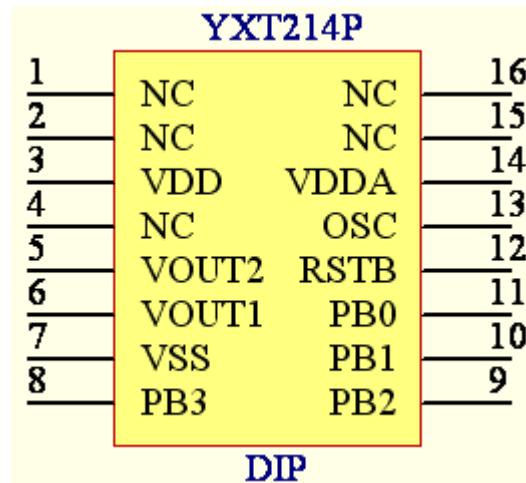 YXT214P
1 NC NC 16
2 NC NC 15
3 VDD VDDA 14
4 NC OSC 13
5 VOUT2 RSTB 12
6 VOUT1 PB0 11
7 VSS PB1 10
8 PB3 PB2 9
DIP